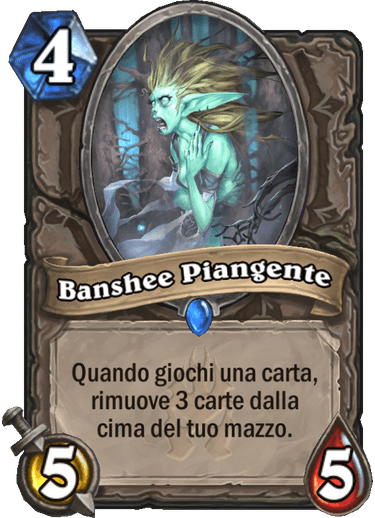 4
Banshee Piangente
Quando giochi una carta,
rimuove 3 carte dalla
cima del tuo mazzo.
5
5